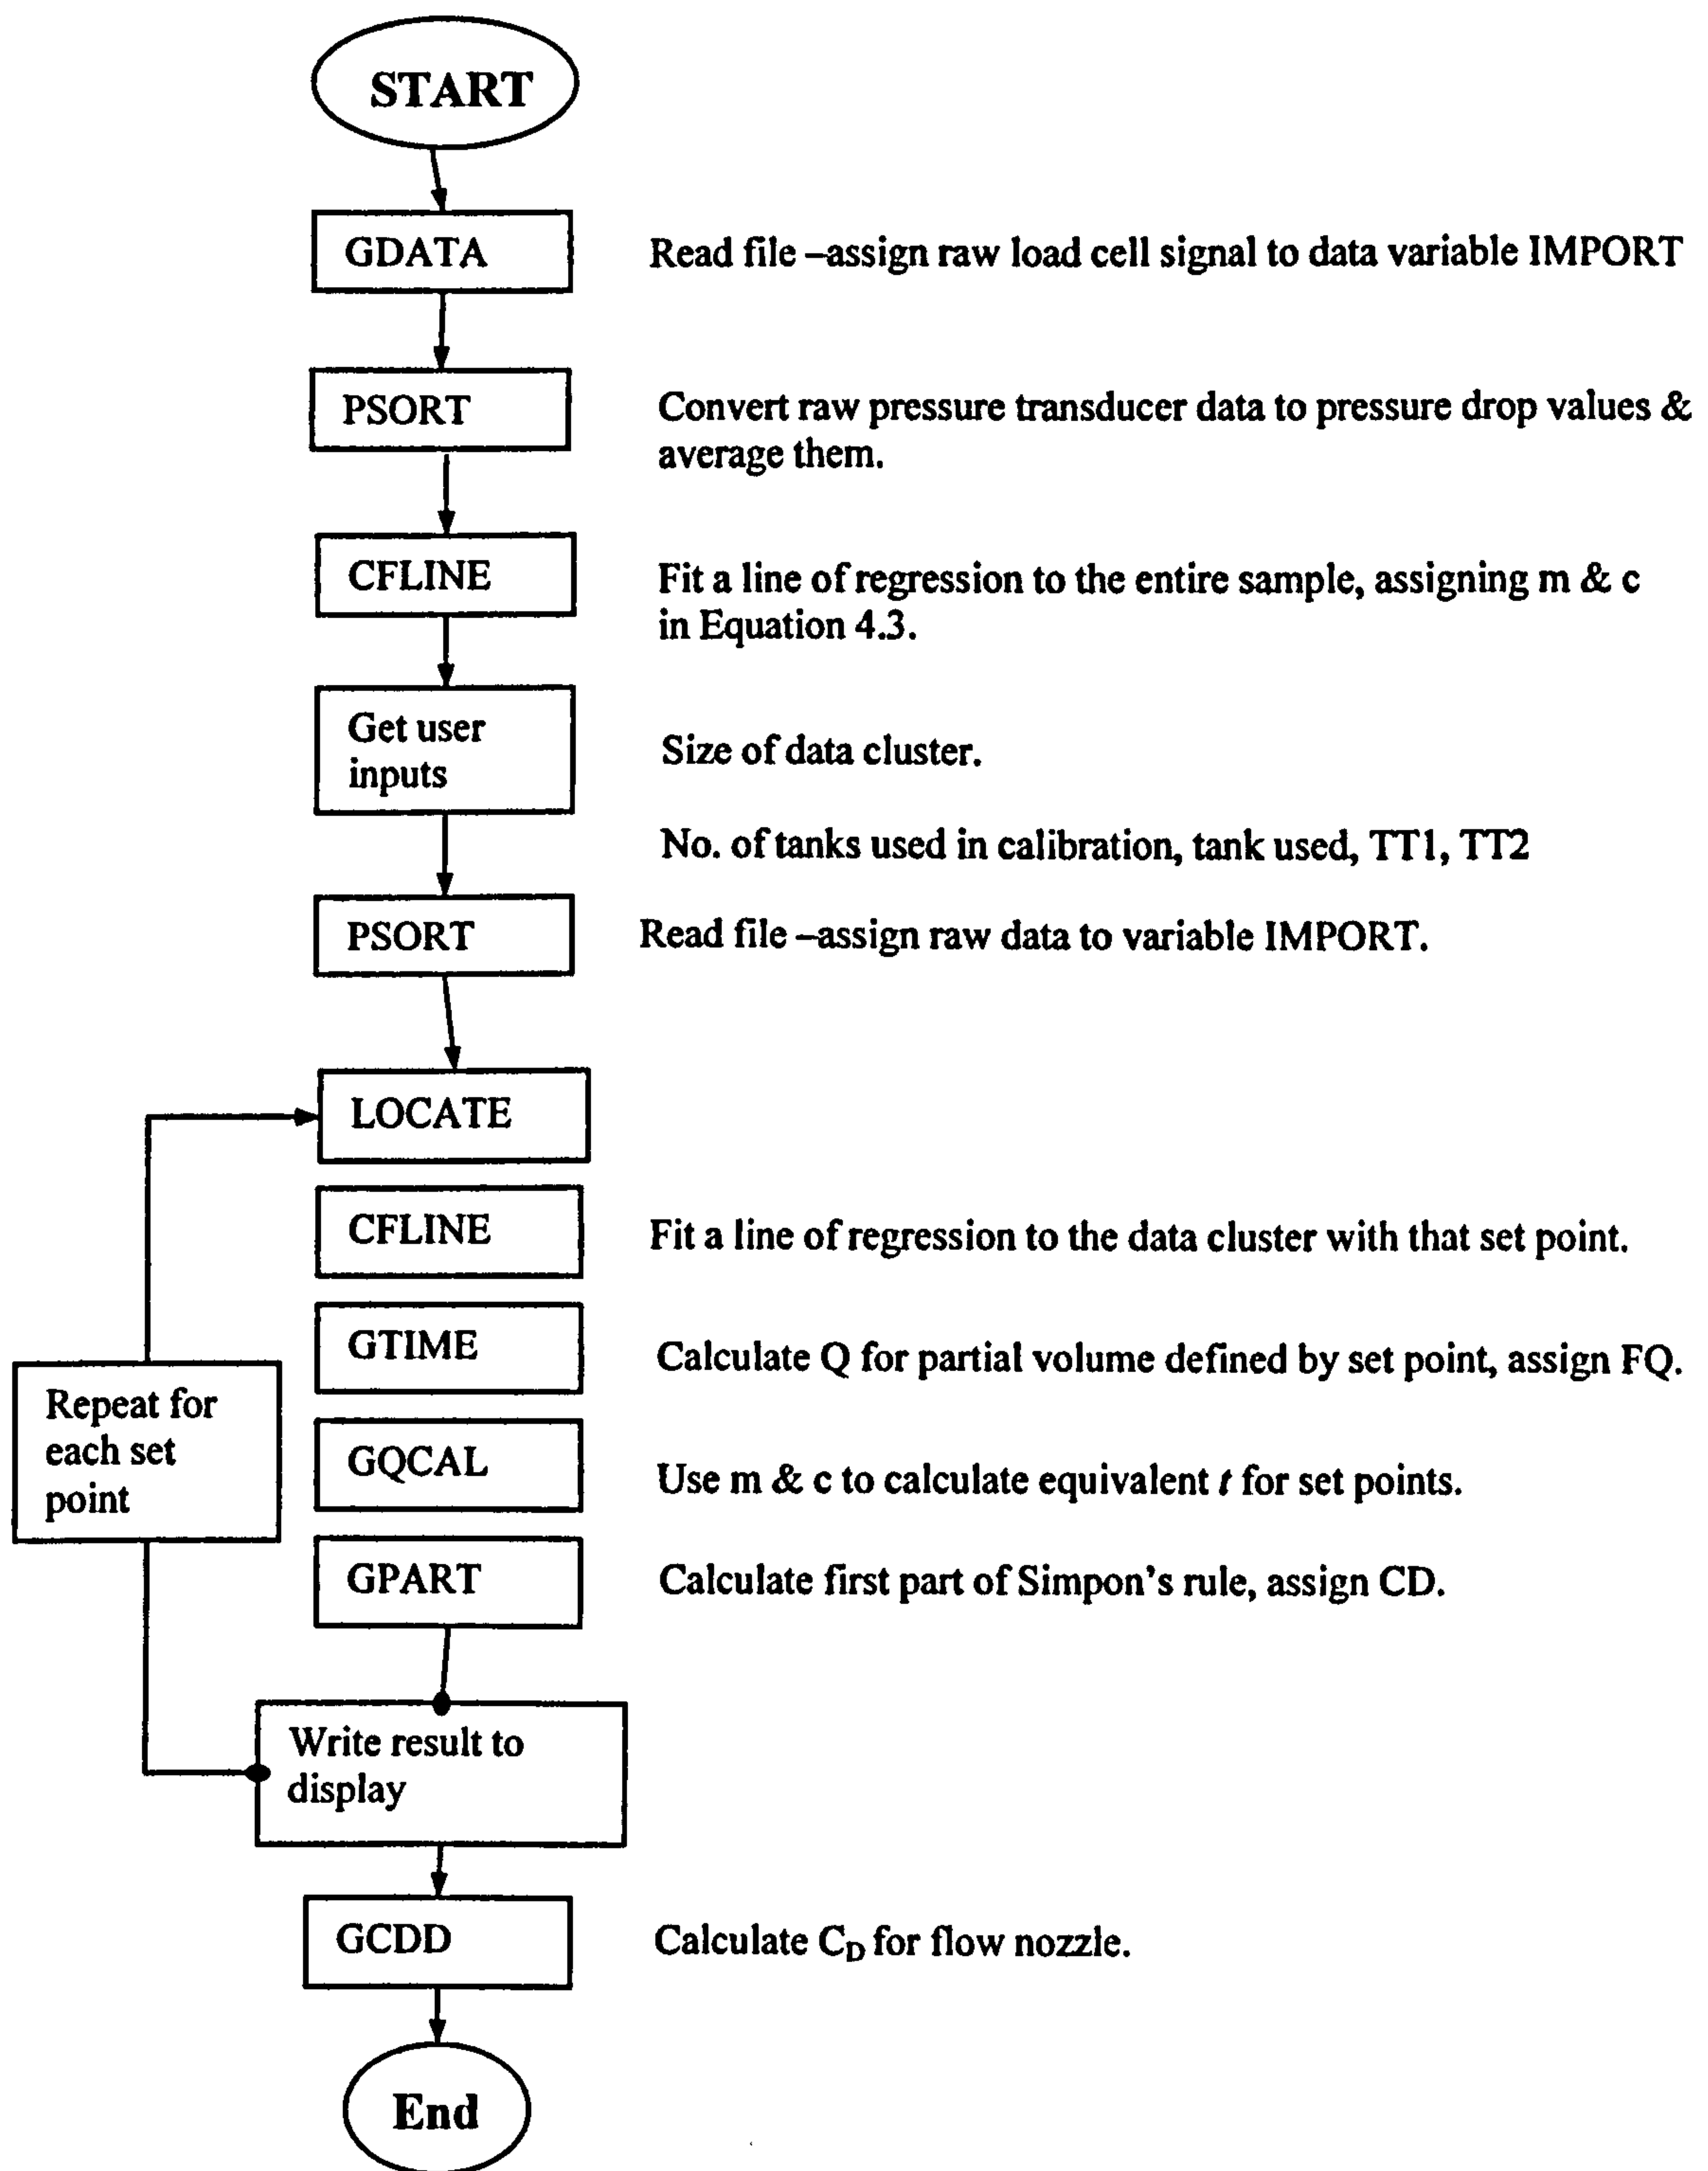 START
GDATA
Read file –assign raw load cell signal to data variable IMPORT
PSORT
Convert raw pressure transducer data to pressure drop values &
average them.
CFLINE
Fit a line of regression to the entire sample, assigning m & c
in Equation 4.3.
Get user
inputs
Size of data cluster.
No. of tanks used in calibration, tank used, TT1, TT2
PSORT
Read file –assign raw data to variable IMPORT.
LOCATE
CFLINE
Fit a line of regression to the data cluster with that set point.
GTIME
Calculate Q for partial volume defined by set point, assign FQ.
Repeat for
each set
point
GQCAL
Use m & c to calculate equivalent t for set points.
GPART
Calculate first part of Simpon's rule, assign CD.
Write result to
display
GCDD
Calculate C_D for flow nozzle.
End